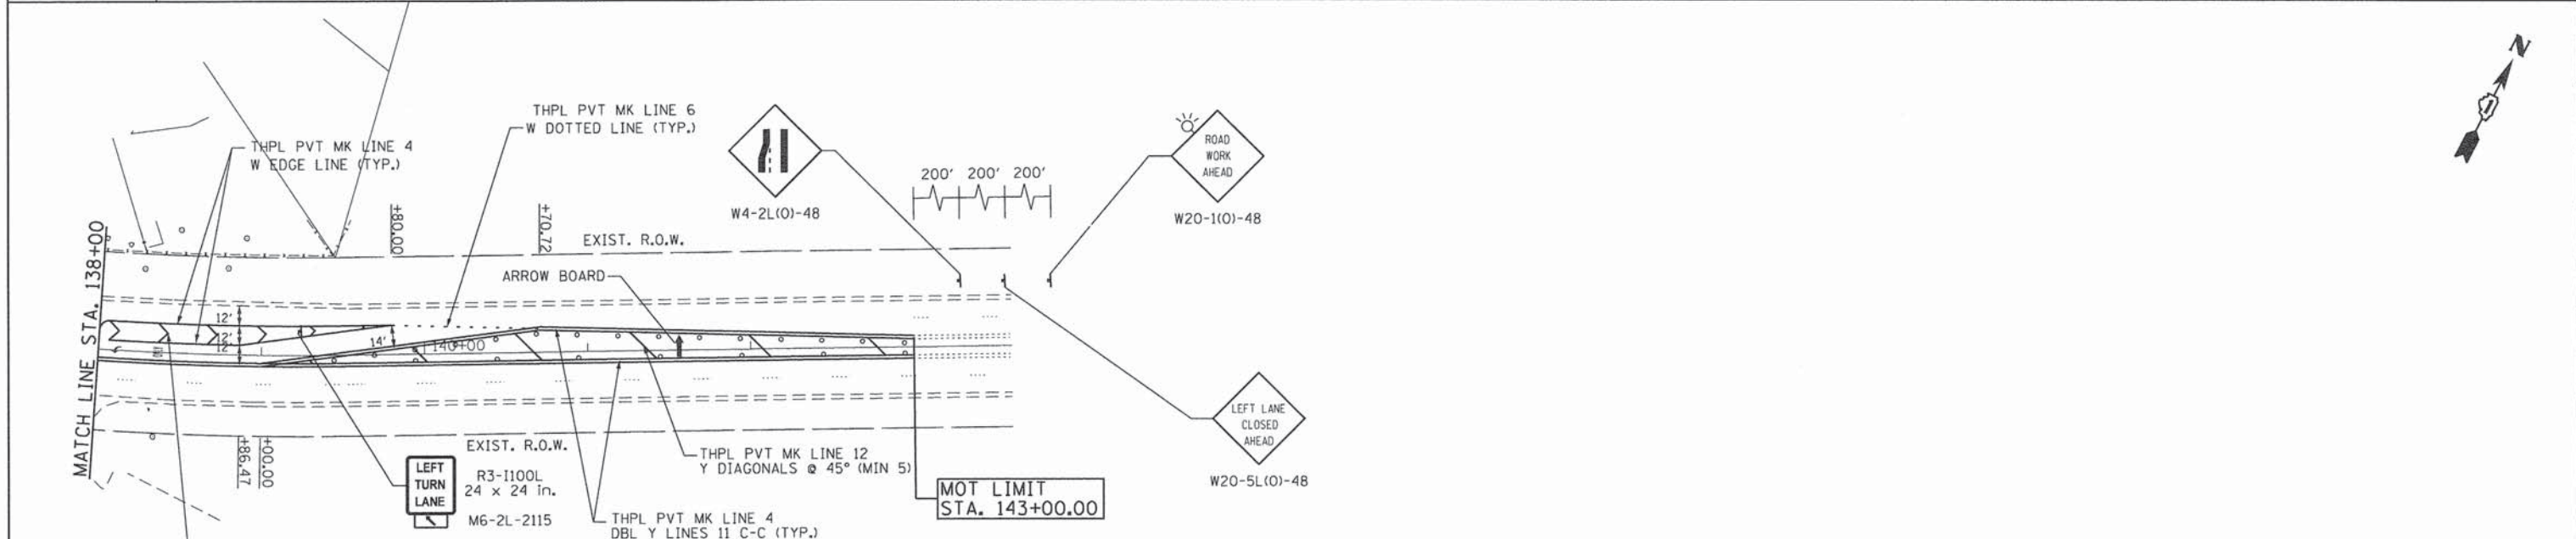 N
THPL PVT MK LINE 6
W DOTTED LINE (TYP.)
THPL PVT MK LINE 4
W EDGE LINE (TYP.)
ROAD
WORK
AHEAD
200' 200' 200'
W4-2L(O)-48
W20-1(O)-48
+80.00
+70.72
EXIST. R.O.W.
MATCH LINE STA. 138+00
ARROW BOARD
12'
12'
12'
14'
140+00
+86.47
+00.00
EXIST. R.O.W.
LEFT
TURN
LANE
R3-I100L
24 x 24 in.
M6-2L-2115
THPL PVT MK LINE 12
Y DIAGONALS @ 45° (MIN 5)
THPL PVT MK LINE 4
DBL Y LINES 11 C-C (TYP.)
MOT LIMIT
STA. 143+00.00
LEFT LANE
CLOSED
AHEAD
W20-5L(O)-48